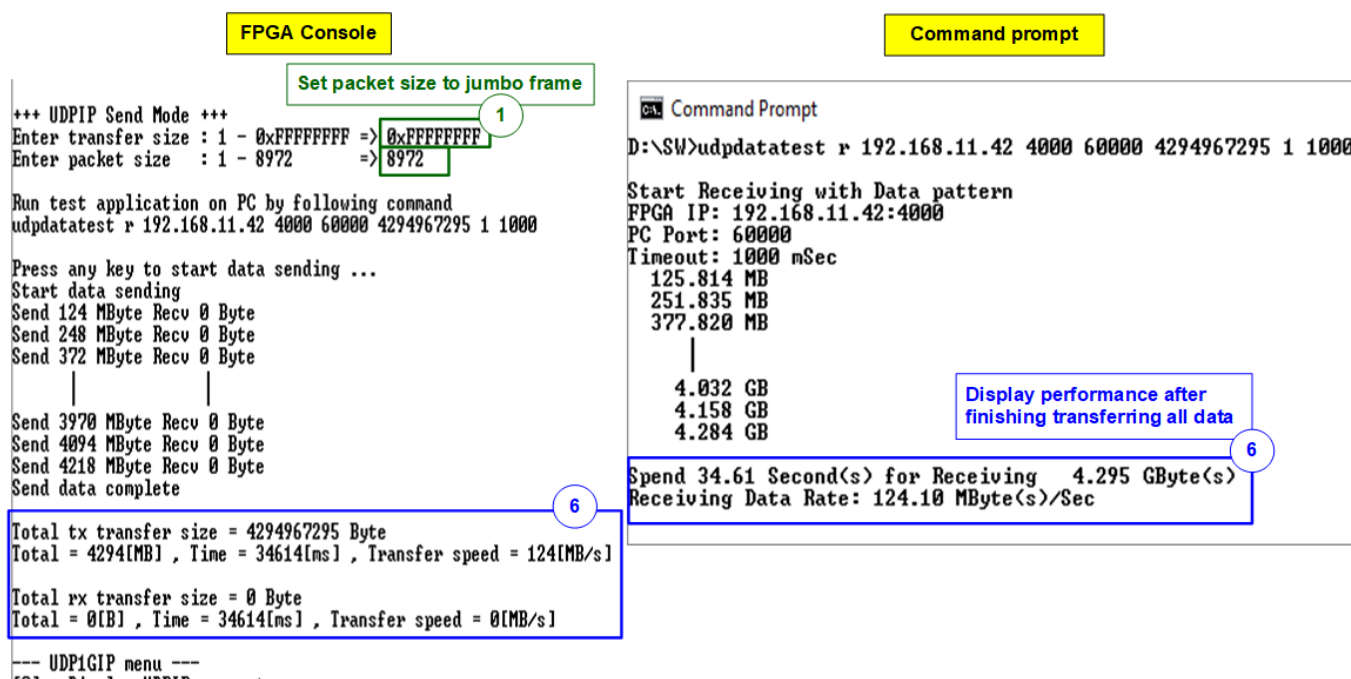 FPGA Console
Set packet size to jumbo frame
1
+++ UDPIP Send Mode +++
Enter transfer size : 1 - 0xFFFFFFFF => 0xFFFFFFFF
Enter packet size : 1 - 8972 => 8972
Run test application on PC by following command
udpdatatest r 192.168.11.42 4000 60000 4294967295 1 1000
Press any key to start data sending ...
Start data sending
Send 124 MByte Recv 0 Byte
Send 248 MByte Recv 0 Byte
Send 372 MByte Recv 0 Byte
Send 3970 MByte Recv 0 Byte
Send 4094 MByte Recv 0 Byte
Send 4218 MByte Recv 0 Byte
Send data complete
6
Total tx transfer size = 4294967295 Byte
Total = 4294[MB] , Time = 34614[ms] , Transfer speed = 124[MB/s]
Total rx transfer size = 0 Byte
Total = 0[B] , Time = 34614[ms] , Transfer speed = 0[MB/s]
--- UDP1GIP menu ---
Command prompt
Command Prompt
D:\SW>udpdatatest r 192.168.11.42 4000 60000 4294967295 1 1000
Start Receiving with Data pattern
FPGA IP: 192.168.11.42:4000
PC Port: 60000
Timeout: 1000 mSec
125.814 MB
251.835 MB
377.820 MB
4.032 GB
4.158 GB
4.284 GB
Display performance after
finishing transferring all data
6
Spend 34.61 Second(s) for Receiving 4.295 GByte(s)
Receiving Data Rate: 124.10 MByte(s)/Sec